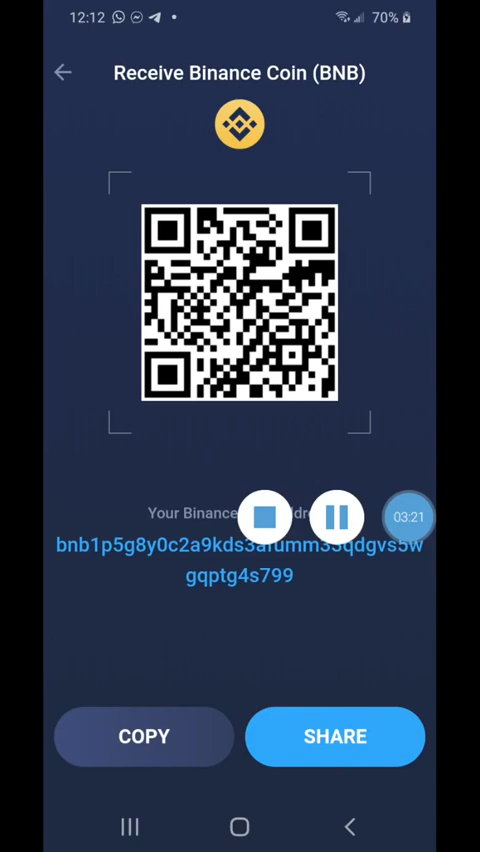 12:12
70%
Receive Binance Coin (BNB)
Your Binance
03:21
gqptg4s799
COPY
SHARE